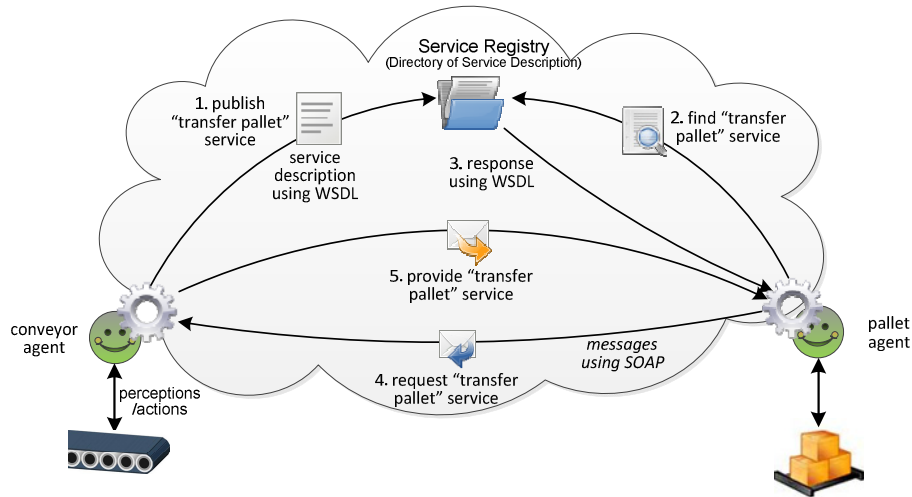 Service Registry
(Directory of Service Description)
1. publish
“transfer pallet”
service
service
description
using WSDL
2. find “transfer
pallet” service
3. response
using WSDL
5. provide “transfer
pallet” service
conveyor
agent
pallet
agent
messages
using SOAP
4. request “transfer
pallet” service
perceptions
/actions